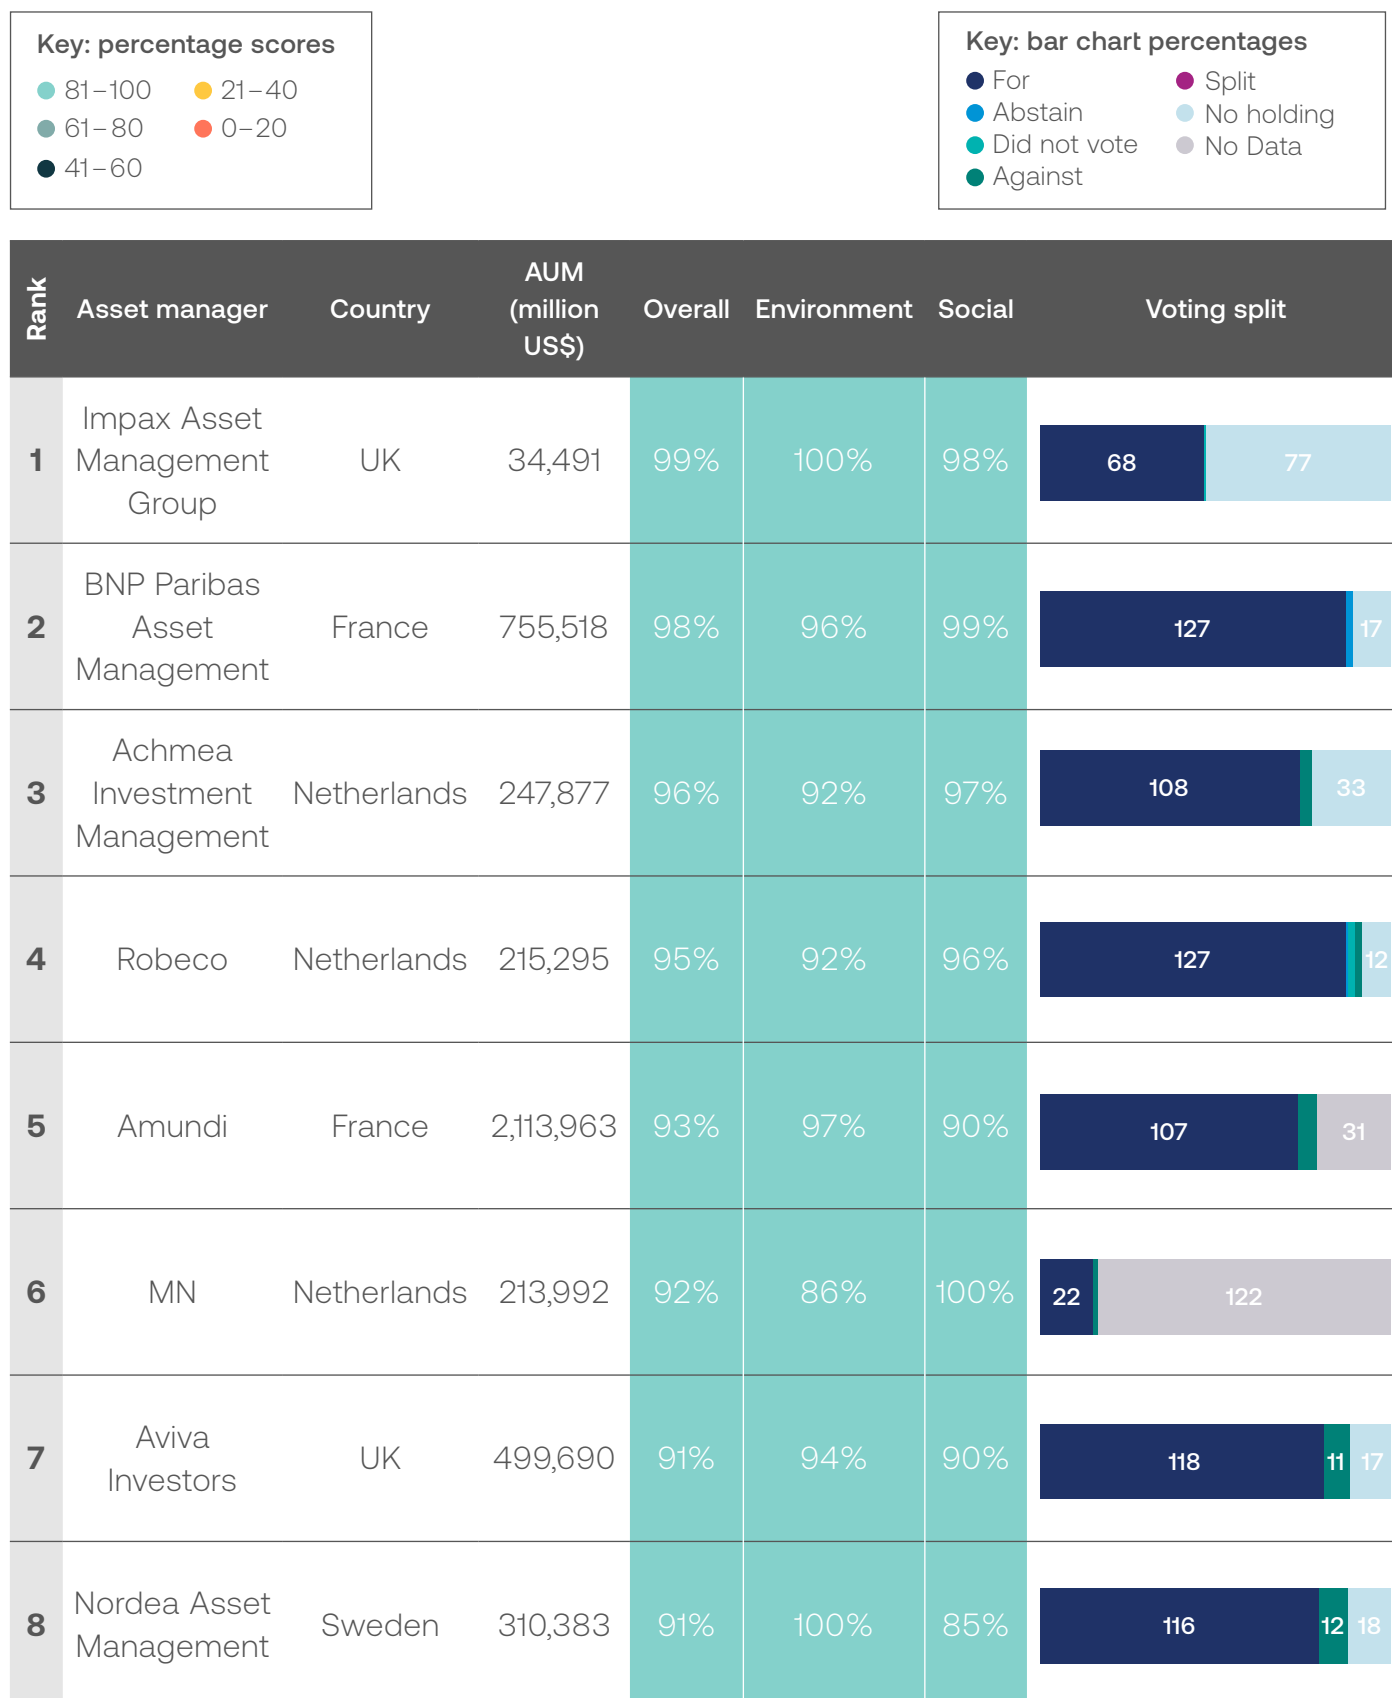 Key: percentage scores
81–100
21–40
61–80
0–20
41–60
Key: bar chart percentages
For
Split
Abstain
No holding
Did not vote
No Data
Against
Rank
Asset manager
Country
AUM
(million
US$)
Overall
Environment
Social
Voting split
1
Impax Asset
Management
Group
UK
34,491
99%
100%
98%
68
77
2
BNP Paribas
Asset
Management
France
755,518
98%
96%
99%
127
17
3
Achmea
Investment
Management
Netherlands
247,877
96%
92%
97%
108
33
4
Robeco
Netherlands
215,295
95%
92%
96%
127
12
5
Amundi
France
2,113,963
93%
97%
90%
107
31
6
MN
Netherlands
213,992
92%
86%
100%
22
122
7
Aviva
Investors
UK
499,690
91%
94%
90%
118
11
17
8
Nordea Asset
Management
Sweden
310,383
91%
100%
85%
116
12
18